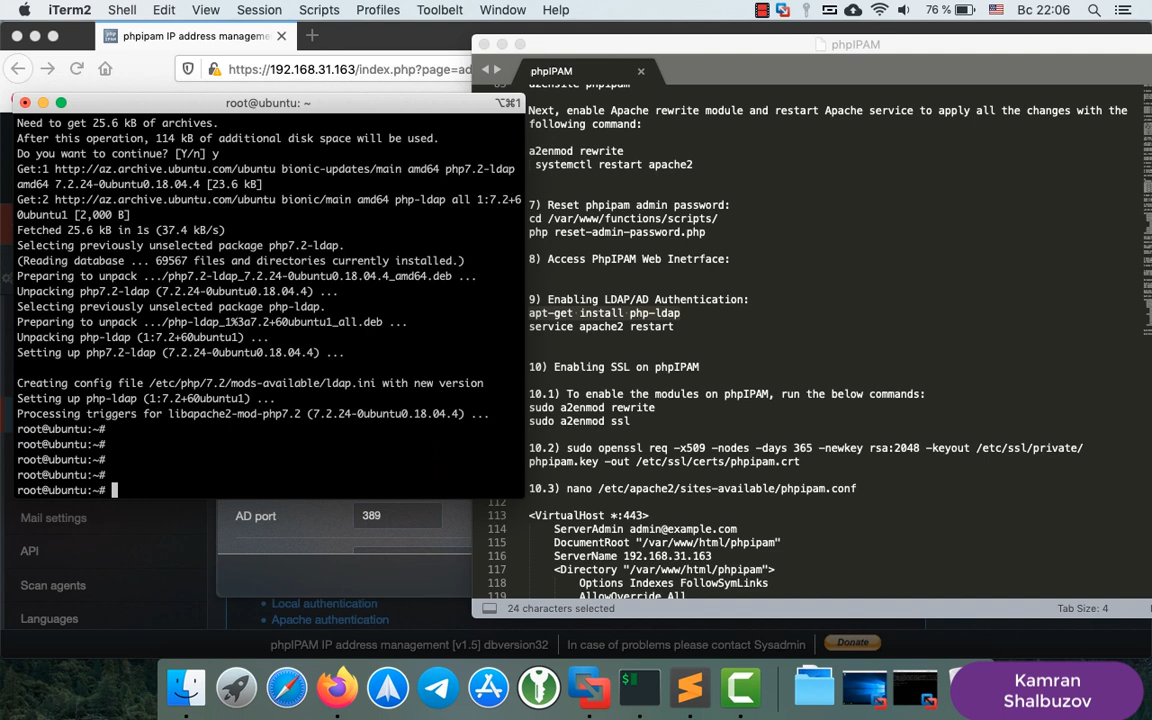 iTerm2 Shell Edit View Session Scripts Profiles Toolbelt Window Help 76 % Вс 22:06
phpipam IP address manageme
https://192.168.31.163/index.php?page=ad
root@ubuntu: ~ ⌥⌘1
Need to get 25.6 kB of archives.
After this operation, 114 kB of additional disk space will be used.
Do you want to continue? [Y/n] y
Get:1 http://az.archive.ubuntu.com/ubuntu bionic-updates/main amd64 php7.2-ldap
amd64 7.2.24-0ubuntu0.18.04.4 [23.6 kB]
Get:2 http://az.archive.ubuntu.com/ubuntu bionic/main amd64 php-ldap all 1:7.2+6
0ubuntu1 [2,000 B]
Fetched 25.6 kB in 1s (37.4 kB/s)
Selecting previously unselected package php7.2-ldap.
(Reading database ... 69567 files and directories currently installed.)
Preparing to unpack .../php7.2-ldap_7.2.24-0ubuntu0.18.04.4_amd64.deb ...
Unpacking php7.2-ldap (7.2.24-0ubuntu0.18.04.4) ...
Selecting previously unselected package php-ldap.
Preparing to unpack .../php-ldap_1%3a7.2+60ubuntu1_all.deb ...
Unpacking php-ldap (1:7.2+60ubuntu1) ...
Setting up php7.2-ldap (7.2.24-0ubuntu0.18.04.4) ...
Creating config file /etc/php/7.2/mods-available/ldap.ini with new version
Setting up php-ldap (1:7.2+60ubuntu1) ...
Processing triggers for libapache2-mod-php7.2 (7.2.24-0ubuntu0.18.04.4) ...
root@ubuntu:~#
root@ubuntu:~#
root@ubuntu:~#
root@ubuntu:~#
root@ubuntu:~#
Mail settings
API
Scan agents
Languages
AD port 389
Local authentication
Apache authentication
phpIPAM IP address management [v1.5] dbversion32 In case of problems please contact Sysadmin Donate
phpIPAM
phpIPAM
a2ensite phpipam
Next, enable Apache rewrite module and restart Apache service to apply all the changes with the
following command:
a2enmod rewrite
systemctl restart apache2
7) Reset phpipam admin password:
cd /var/www/functions/scripts/
php reset-admin-password.php
8) Access PhpIPAM Web Inetrface:
9) Enabling LDAP/AD Authentication:
apt-get install php-ldap
service apache2 restart
10) Enabling SSL on phpIPAM
10.1) To enable the modules on phpIPAM, run the below commands:
sudo a2enmod rewrite
sudo a2enmod ssl
10.2) sudo openssl req -x509 -nodes -days 365 -newkey rsa:2048 -keyout /etc/ssl/private/
phpipam.key -out /etc/ssl/certs/phpipam.crt
10.3) nano /etc/apache2/sites-available/phpipam.conf
112
113 <VirtualHost *:443>
114 ServerAdmin admin@example.com
115 DocumentRoot "/var/www/html/phpipam"
116 ServerName 192.168.31.163
117 <Directory "/var/www/html/phpipam">
118 Options Indexes FollowSymLinks
119 AllowOverride All
24 characters selected Tab Size: 4
Kamran
Shalbuzov